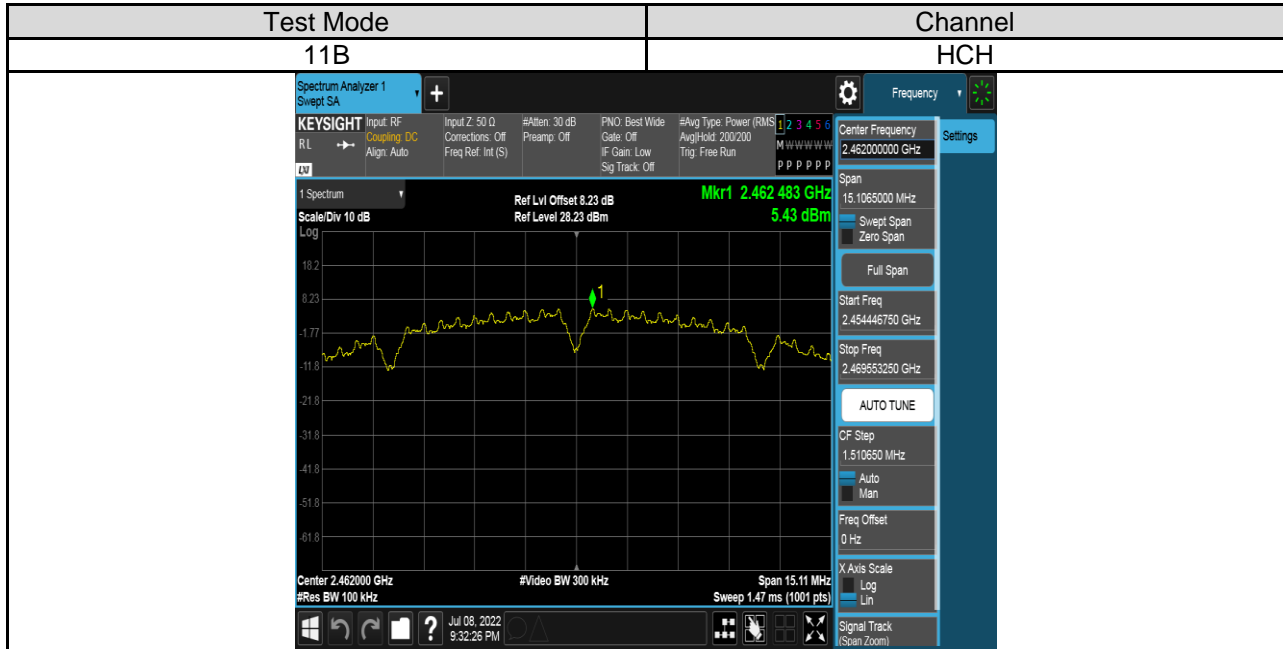 Test Mode Channel
11B HCH
Spectrum Analyzer 1
Swept SA
+
Frequency
KEYSIGHT Input: RF Input Z: 50 Ω #Atten: 30 dB PNO: Best Wide #Avg Type: Power (RMS 1 2 3 4 5 6
RL Coupling: DC Corrections: Off Preamp: Off Gate: Off Avg|Hold: 200/200 M W W W W W
Align: Auto Freq Ref: Int (S) IF Gain: Low Trig: Free Run
LXI Sig Track: Off P P P P P P
1 Spectrum Ref Lvl Offset 8.23 dB Mkr1 2.462 483 GHz
Scale/Div 10 dB Ref Level 28.23 dBm 5.43 dBm
Log
18.2
8.23
1
-1.77
-11.8
-21.8
-31.8
-41.8
-51.8
-61.8
Center 2.462000 GHz #Video BW 300 kHz Span 15.11 MHz
#Res BW 100 kHz Sweep 1.47 ms (1001 pts)
Center Frequency
2.462000000 GHz
Settings
Span
15.1065000 MHz
Swept Span
Zero Span
Full Span
Start Freq
2.454446750 GHz
Stop Freq
2.469553250 GHz
AUTO TUNE
CF Step
1.510650 MHz
Auto
Man
Freq Offset
0 Hz
X Axis Scale
Log
Lin
Signal Track
(Span Zoom)
?
Jul 08, 2022
9:32:26 PM